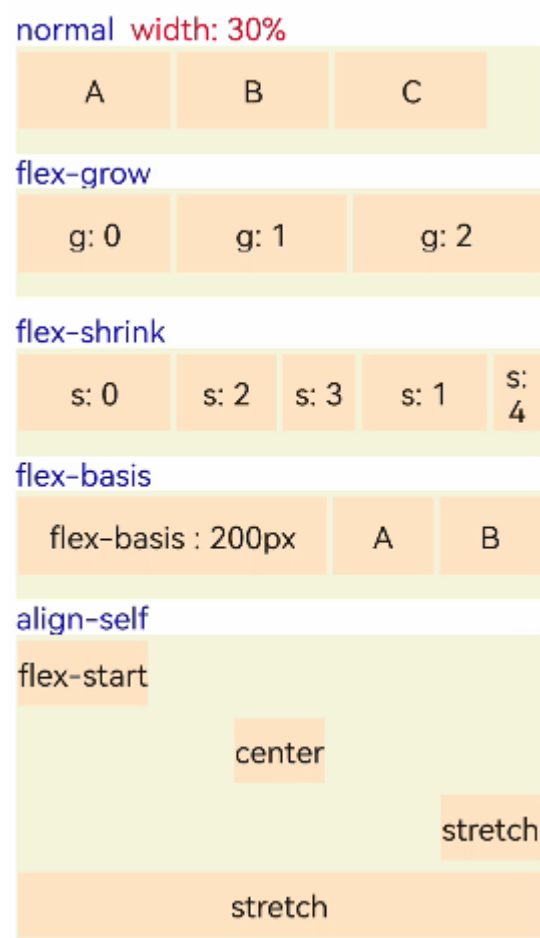 normal width: 30%
A B C
flex-grow
g: 0 g: 1 g: 2
flex-shrink
s: 0 s: 2 s: 3 s: 1 s: 4
flex-basis
flex-basis : 200px A B
align-self
flex-start
center
stretch
stretch